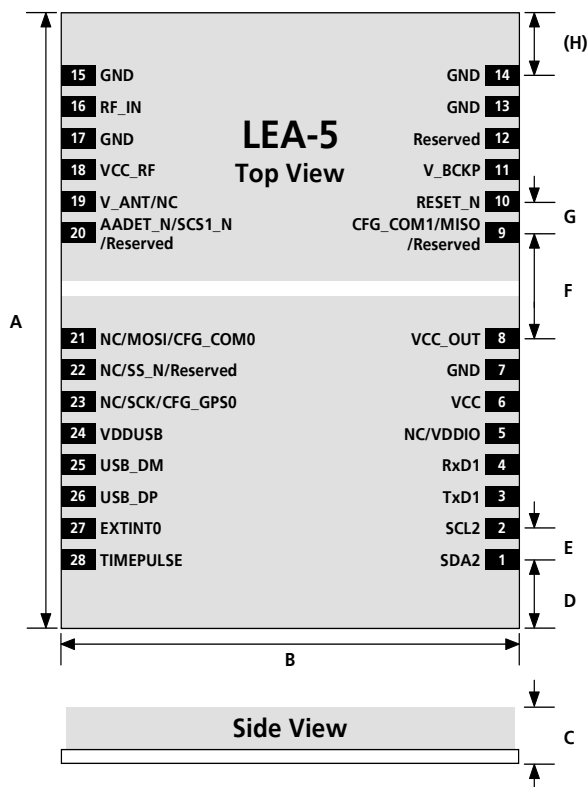 (H)
15 GND GND 14
16 RF_IN GND 13
17 GND LEA-5 Reserved 12
18 VCC_RF Top View V_BCKP 11
19 V_ANT/NC RESET_N 10
G
20 AADET_N/SCS1_N CFG_COM1/MISO 9
/Reserved /Reserved
F
A
21 NC/MOSI/CFG_COM0 VCC_OUT 8
22 NC/SS_N/Reserved GND 7
23 NC/SCK/CFG_GPS0 VCC 6
24 VDDUSB NC/VDDIO 5
25 USB_DM RxD1 4
26 USB_DP TxD1 3
27 EXTINT0 SCL2 2
E
28 TIMEPULSE SDA2 1
D
B
Side View
C